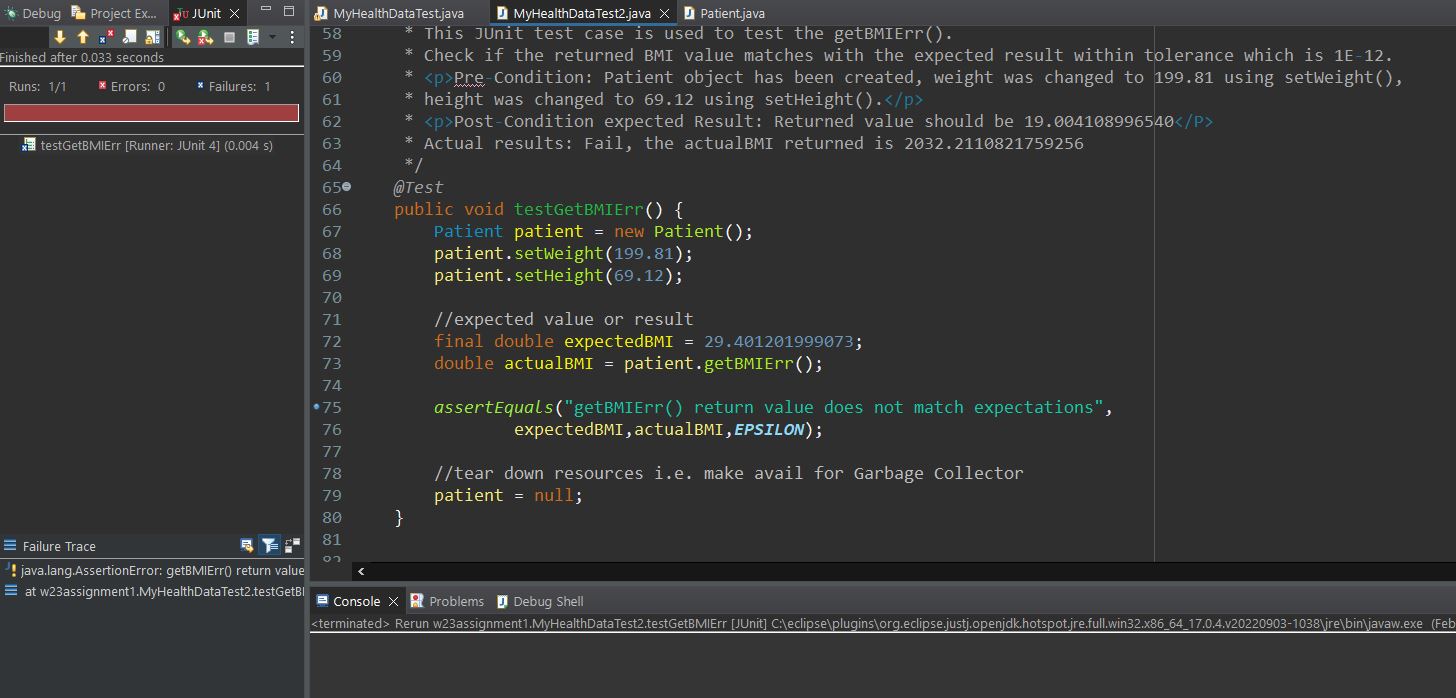 Debug Project Ex... JUnit
Finished after 0.033 seconds
Runs: 1/1 Errors: 0 Failures: 1
testGetBMIErr [Runner: JUnit 4] (0.004 s)
Failure Trace
java.lang.AssertionError: getBMIErr() return value
at w23assignment1.MyHealthDataTest2.testGetBM
MyHealthDataTest.java MyHealthDataTest2.java Patient.java
58 * This JUnit test case is used to test the getBMIErr().
59 * Check if the returned BMI value matches with the expected result within tolerance which is 1E-12.
60 * <p>Pre-Condition: Patient object has been created, weight was changed to 199.81 using setWeight(),
61 * height was changed to 69.12 using setHeight().</p>
62 * <p>Post-Condition expected Result: Returned value should be 19.004108996540</P>
63 * Actual results: Fail, the actualBMI returned is 2032.2110821759256
64 */
65 @Test
66 public void testGetBMIErr() {
67 Patient patient = new Patient();
68 patient.setWeight(199.81);
69 patient.setHeight(69.12);
70
71 //expected value or result
72 final double expectedBMI = 29.401201999073;
73 double actualBMI = patient.getBMIErr();
74
75 assertEquals("getBMIErr() return value does not match expectations",
76 expectedBMI,actualBMI,EPSILON);
77
78 //tear down resources i.e. make avail for Garbage Collector
79 patient = null;
80 }
81
82
Console Problems Debug Shell
<terminated> Rerun w23assignment1.MyHealthDataTest2.testGetBMIErr [JUnit] C:\eclipse\plugins\org.eclipse.justj.openjdk.hotspot.jre.full.win32.x86_64_17.0.4.v20220903-1038\jre\bin\javaw.exe (Feb